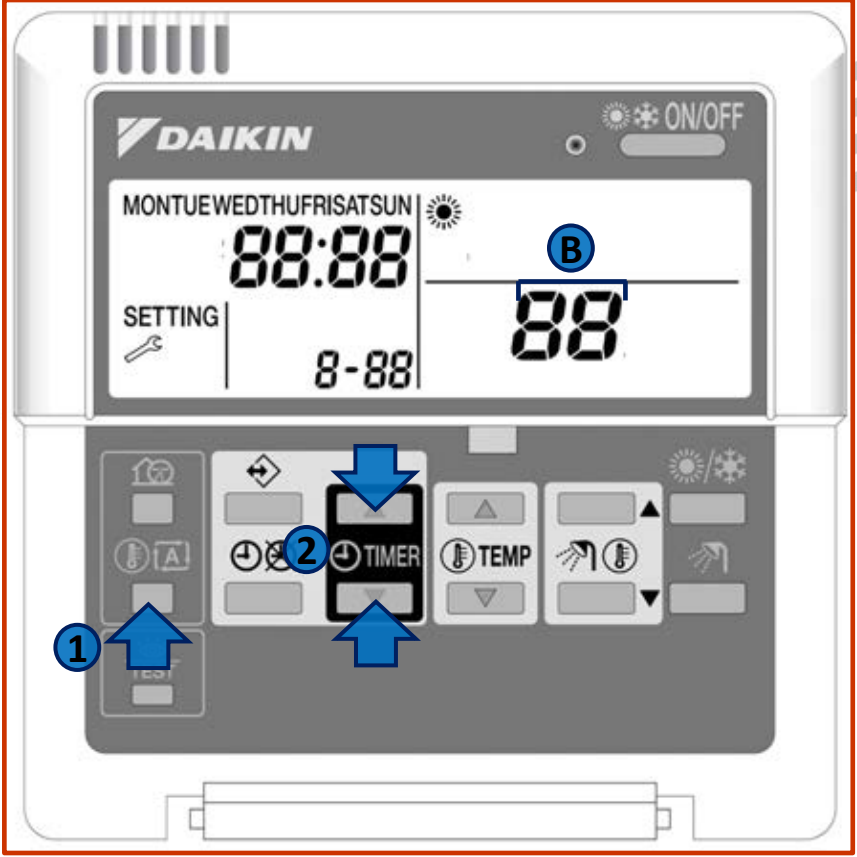 DAIKIN
ON/OFF
MONTUEWEDTHUFRISATSUN
88:88
B
88
SETTING
8-88
A
2
TIMER
TEMP
1
TEST